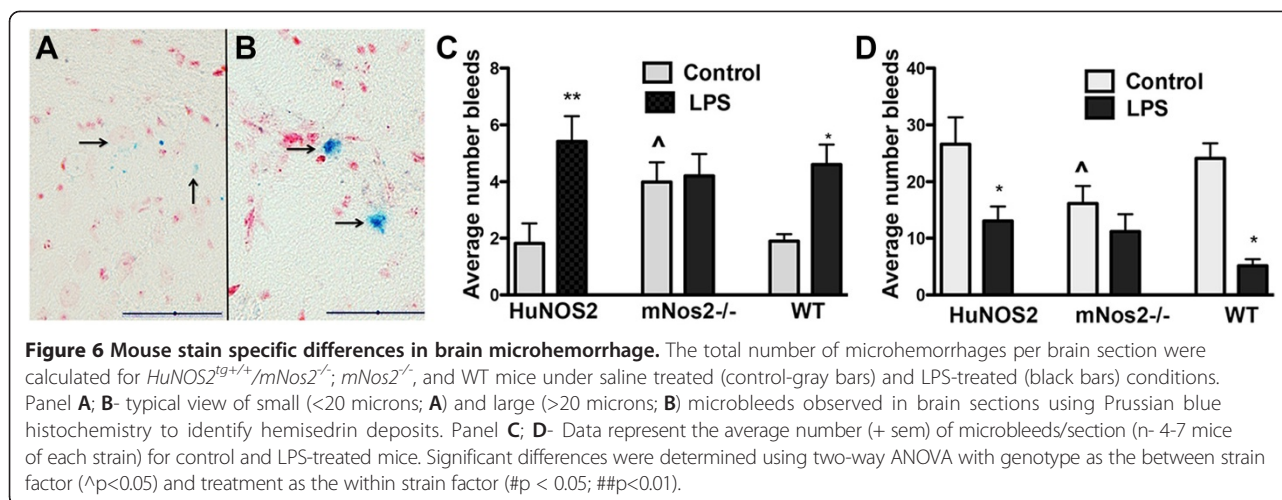 A
B
C
D
Average number bleeds
8
6
4
2
0
Control
LPS
**
^
*
HuNOS2
mNos2-/-
WT
Average number bleeds
40
30
20
10
0
Control
LPS
*
^
*
HuNOS2
mNos2-/-
WT
Figure 6 Mouse stain specific differences in brain microhemorrhage. The total number of microhemorrhages per brain section were
calculated for HuNOS2tg+/+/mNos2-/-; mNos2-/-, and WT mice under saline treated (control-gray bars) and LPS-treated (black bars) conditions.
Panel A; B- typical view of small (<20 microns; A) and large (>20 microns; B) microbleeds observed in brain sections using Prussian blue
histochemistry to identify hemisedrin deposits. Panel C; D- Data represent the average number (+ sem) of microbleeds/section (n- 4-7 mice
of each strain) for control and LPS-treated mice. Significant differences were determined using two-way ANOVA with genotype as the between strain
factor (^p<0.05) and treatment as the within strain factor (#p < 0.05; ##p<0.01).